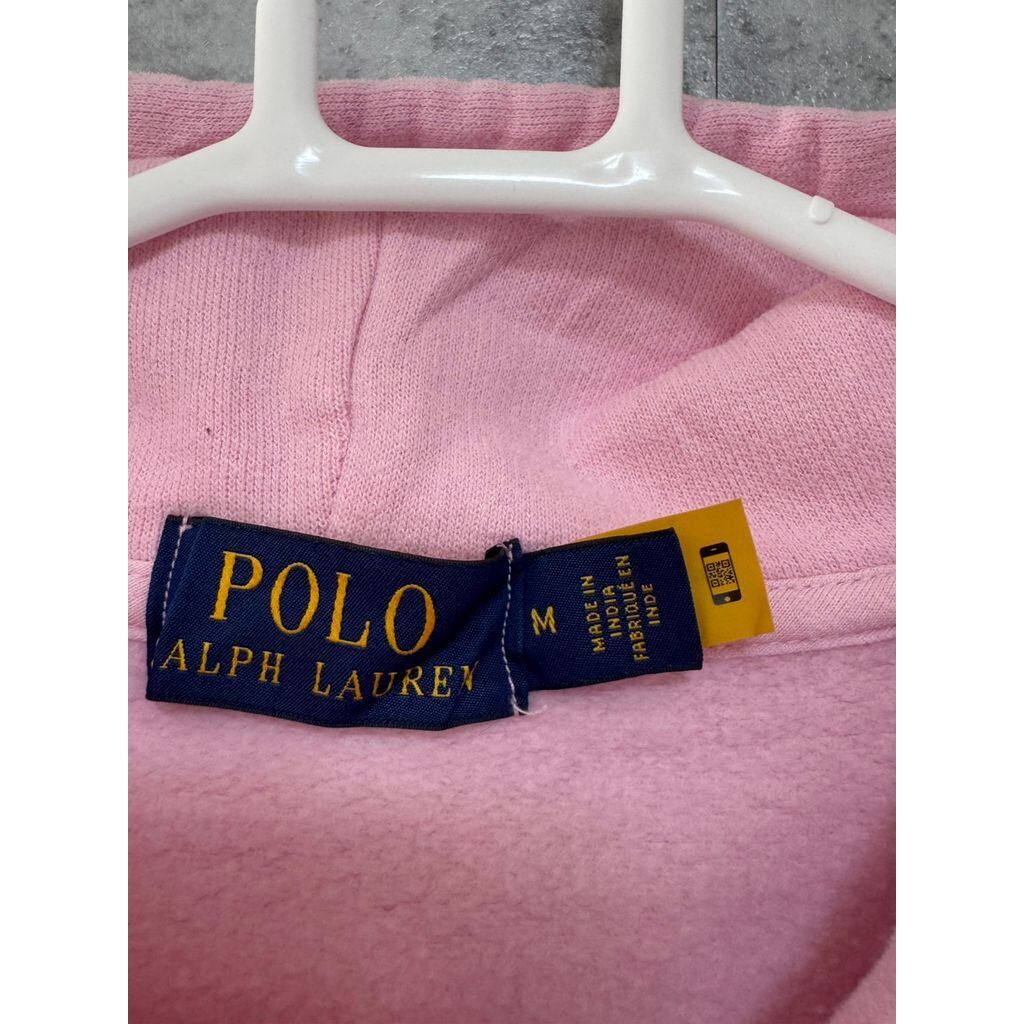 POLO
RALPH LAUREN
M
MADE IN
INDIA
FABRIQUÉ EN
INDE